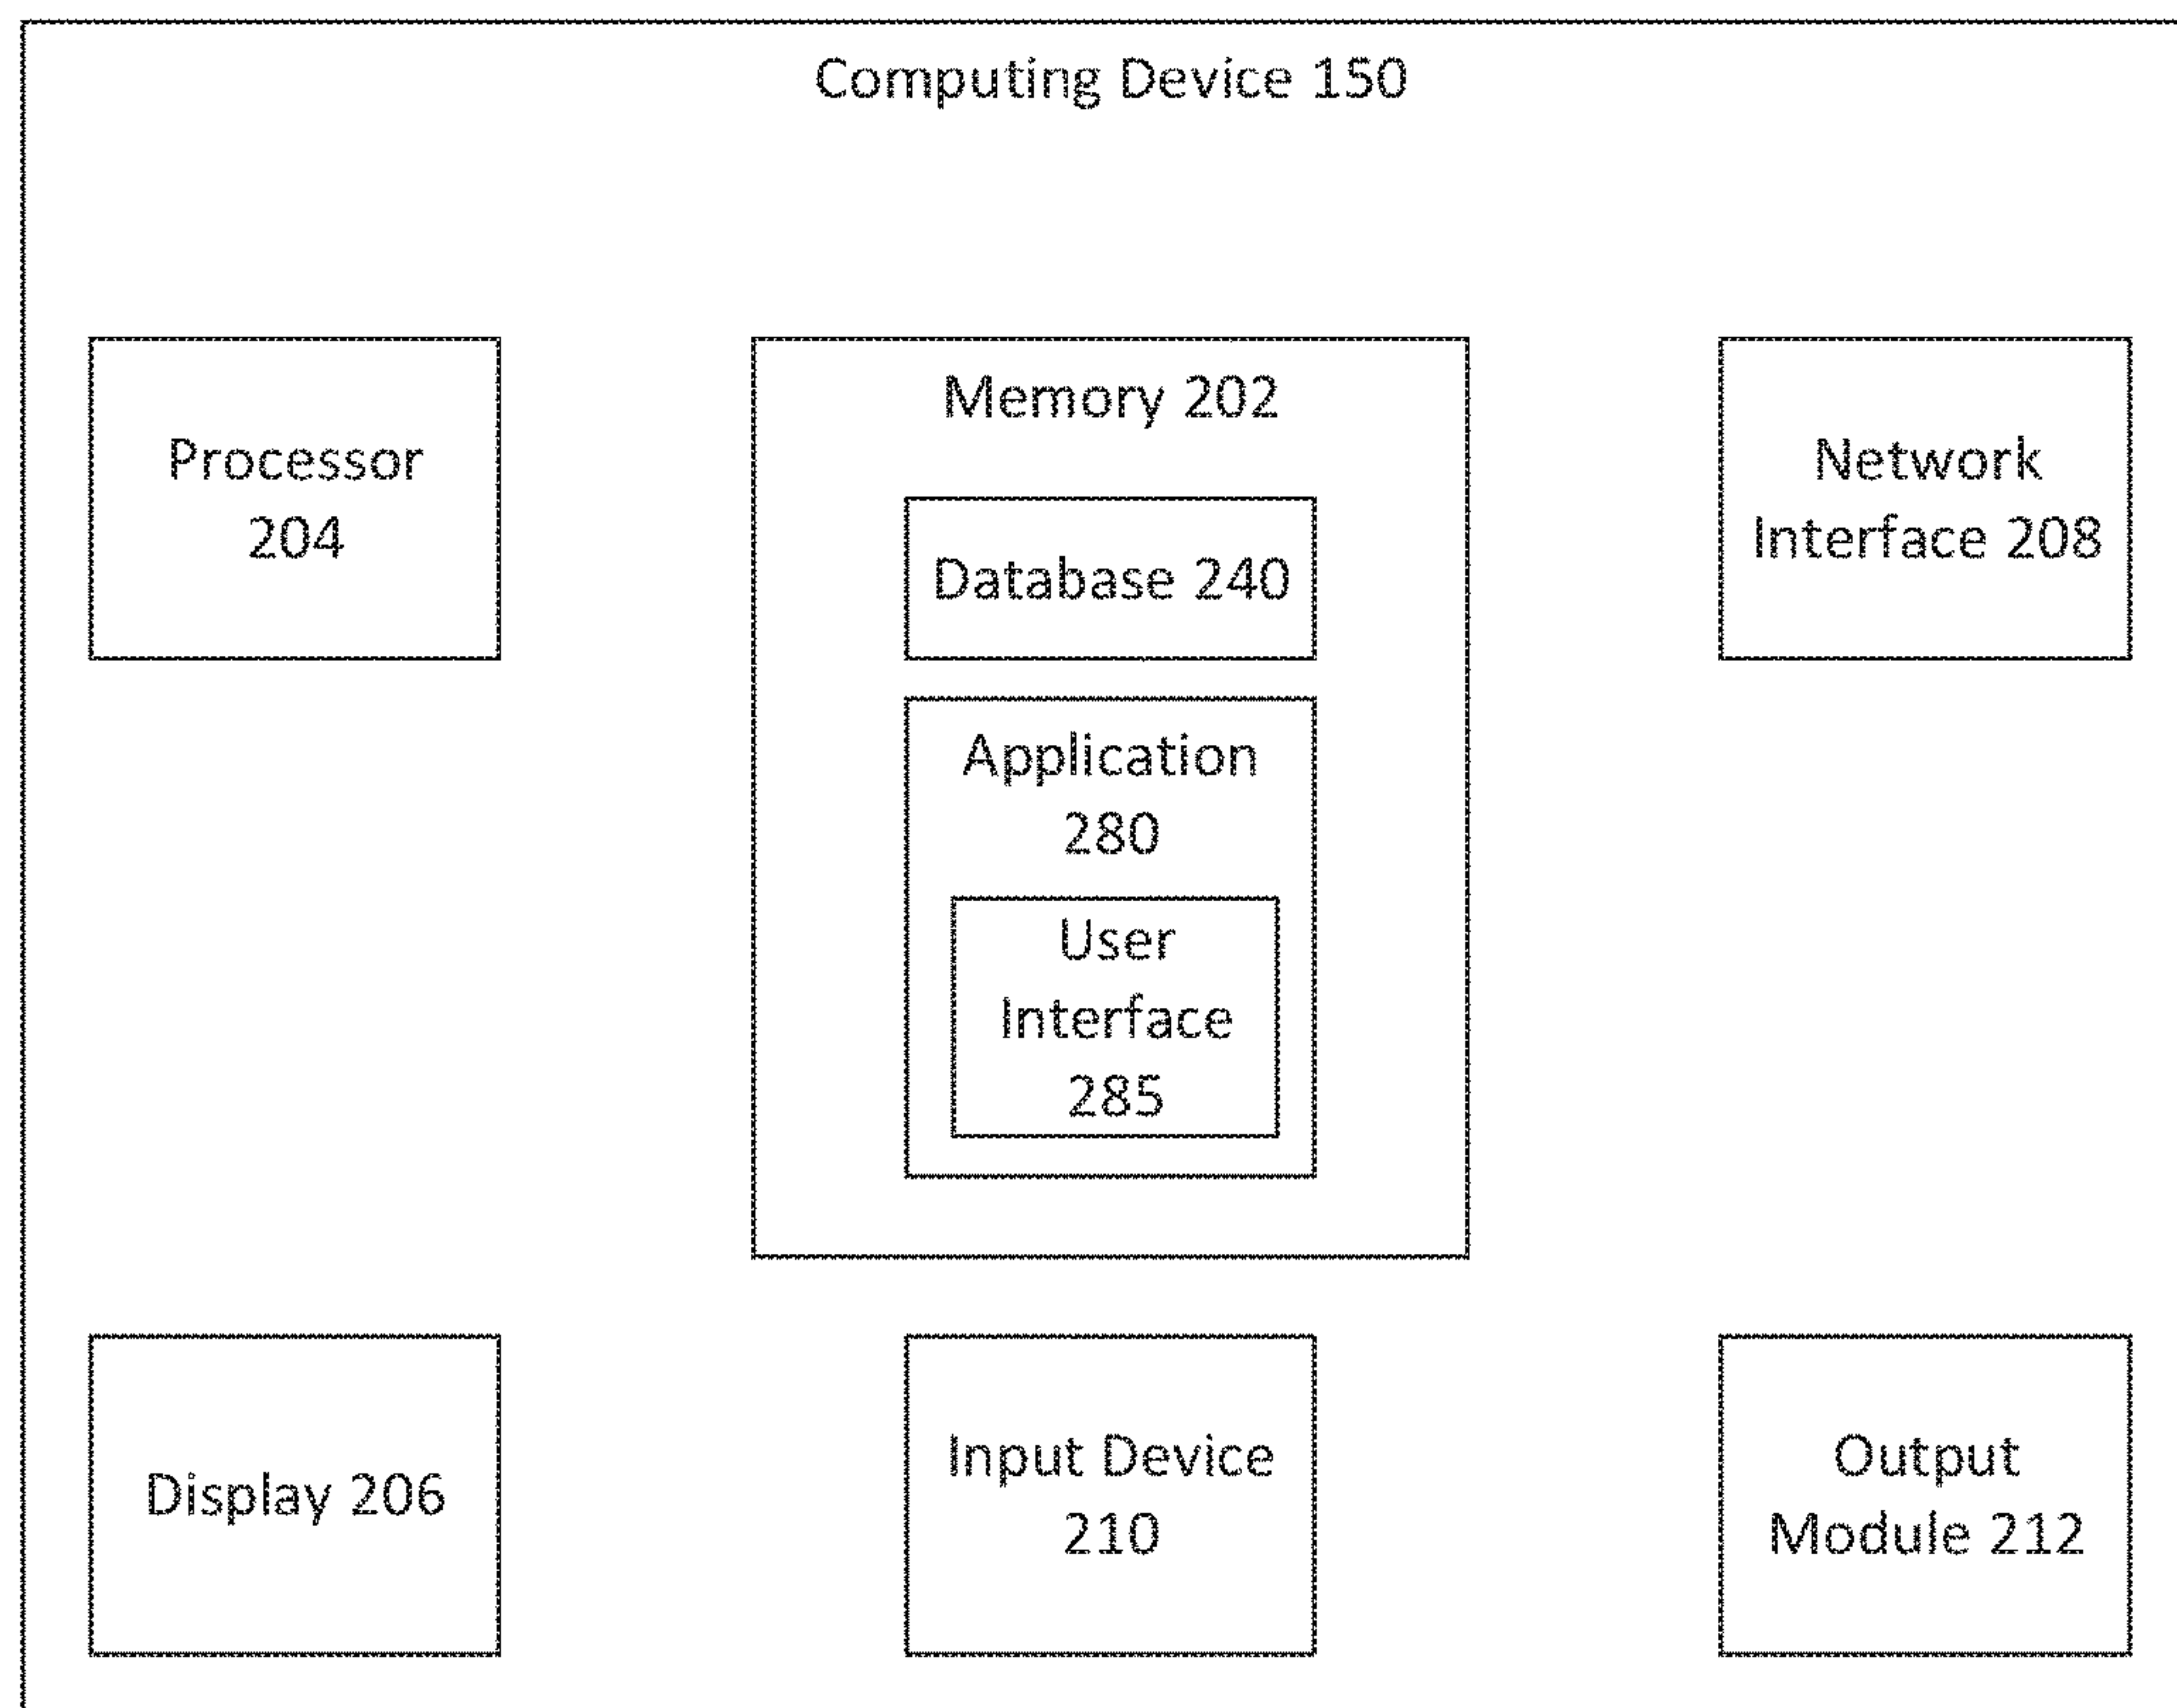 Computing Device 150
Processor
204
Memory 202
Database 240
Application
280
User
Interface
285
Network
Interface 208
Display 206
Input Device
210
Output
Module 212